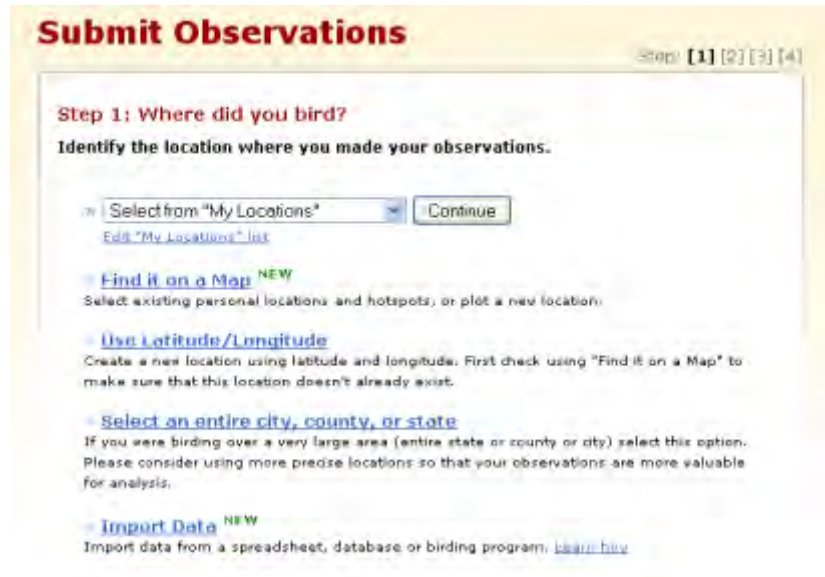 Submit Observations
Step: [1] [2] [3] [4]
Step 1: Where did you bird?
Identify the location where you made your observations.
Select from "My Locations"
Continue
Edit "My Locations" list
Find it on a Map NEW
Select existing personal locations and hotspots, or plot a new location.
Use Latitude/Longitude
Create a new location using latitude and longitude. First check using "Find it on a Map" to
make sure that this location doesn't already exist.
Select an entire city, county, or state
If you were birding over a very large area (entire state or county or city) select this option.
Please consider using more precise locations so that your observations are more valuable
for analysis.
Import Data NEW
Import data from a spreadsheet, database or birding program. Learn how